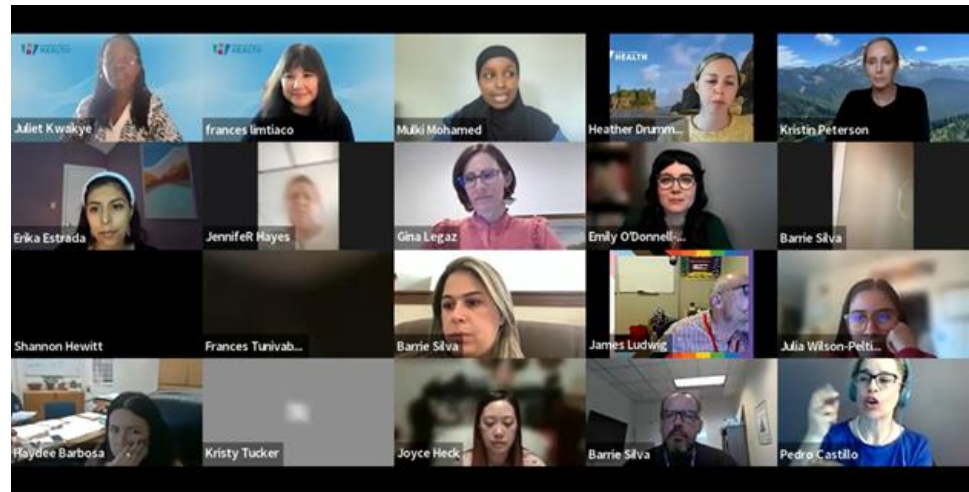 HEALTH
HEALTH
HEALTH
Juliet Kwakye
frances limtiaco
Mulki Mohamed
Heather Drumm...
Kristin Peterson
Erika Estrada
JennifeR Hayes
Gina Legaz
Emily O'Donnell-...
Barrie Silva
Shannon Hewitt
Frances Tunivab...
Barrie Silva
James Ludwig
Julia Wilson-Pelti...
Haydee Barbosa
Kristy Tucker
Joyce Heck
Barrie Silva
Pedro Castillo